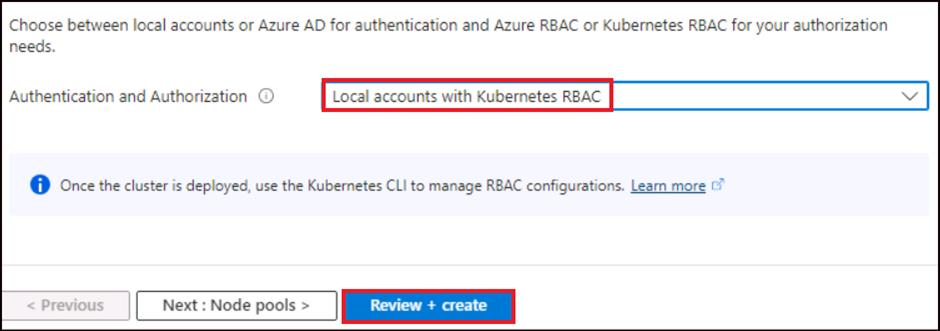 Choose between local accounts or Azure AD for authentication and Azure RBAC or Kubernetes RBAC for your authorization
needs.
Authentication and Authorization
Local accounts with Kubernetes RBAC
Once the cluster is deployed, use the Kubernetes CLI to manage RBAC configurations. Learn more
< Previous
Next : Node pools >
Review + create